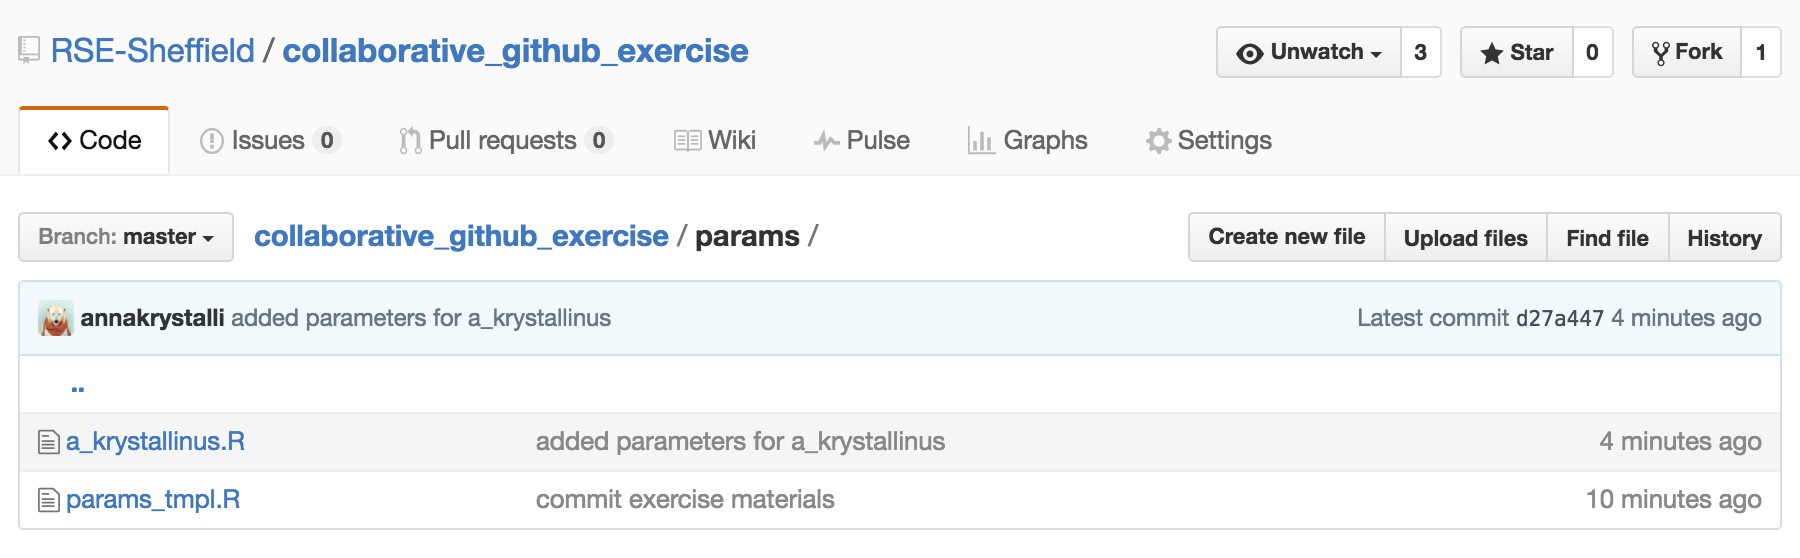 RSE-Sheffield / collaborative_github_exercise Unwatch 3 Star 0 Fork 1
Code Issues 0 Pull requests 0 Wiki Pulse Graphs Settings
Branch: master collaborative_github_exercise / params / Create new file Upload files Find file History
annakrystalli added parameters for a_krystallinus Latest commit d27a447 4 minutes ago
..
a_krystallinus.R added parameters for a_krystallinus 4 minutes ago
params_tmpl.R commit exercise materials 10 minutes ago